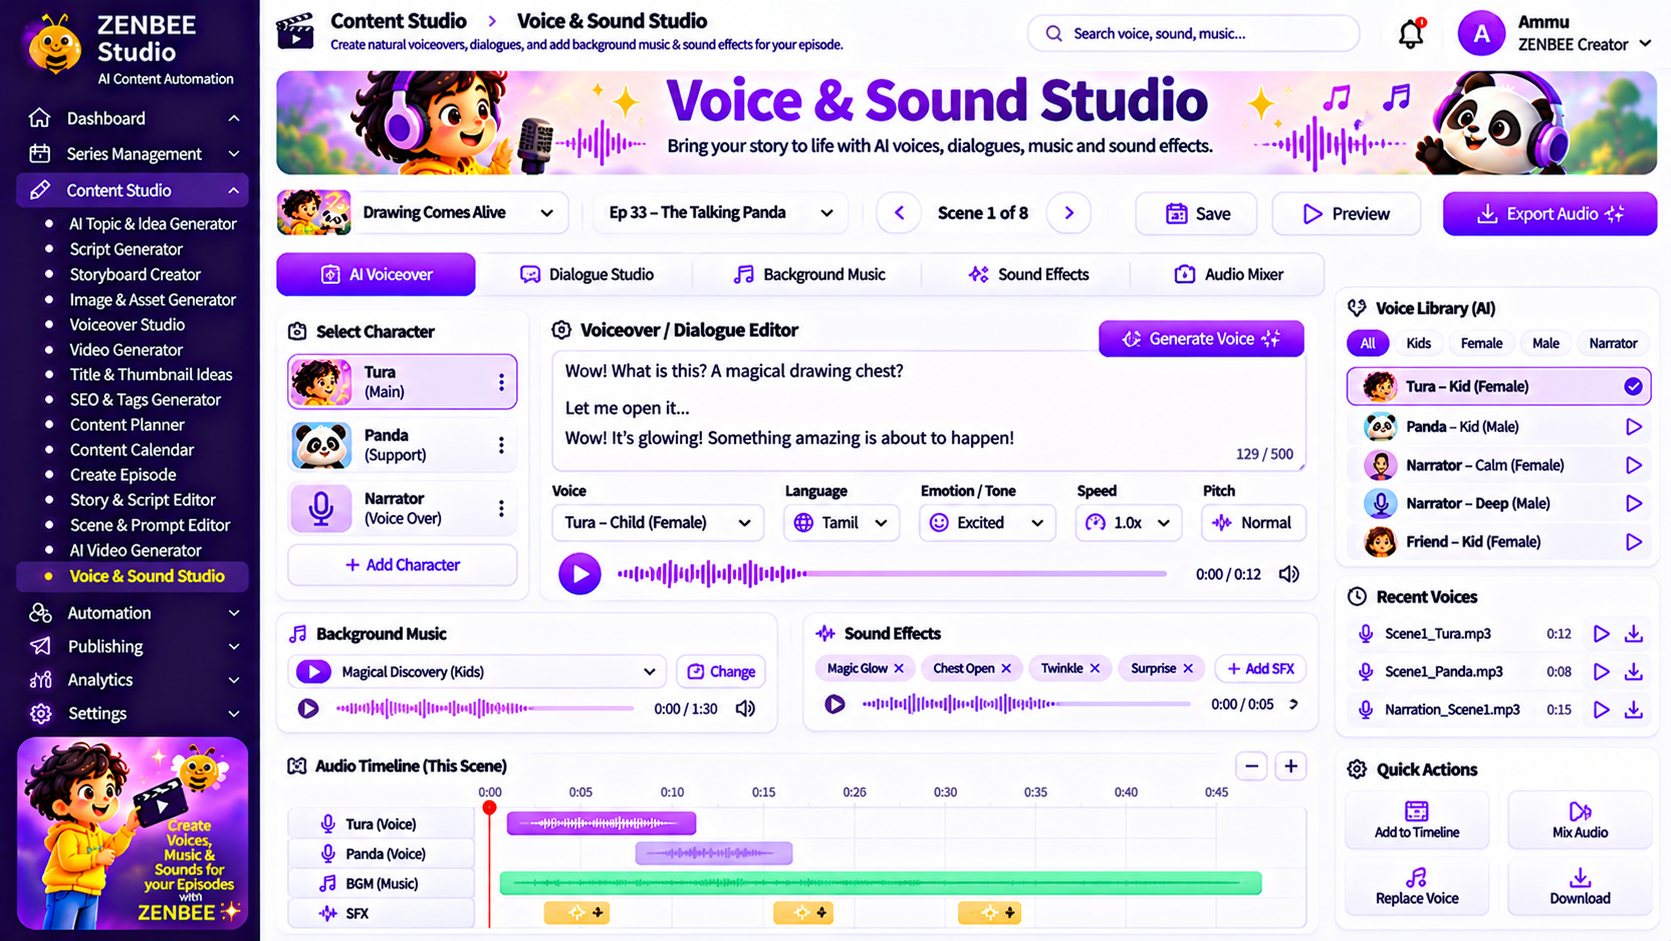 ZENBEE
Studio
AI Content Automation
Dashboard
Series Management
Content Studio
AI Topic & Idea Generator
Script Generator
Storyboard Creator
Image & Asset Generator
Voiceover Studio
Video Generator
Title & Thumbnail Ideas
SEO & Tags Generator
Content Planner
Content Calendar
Create Episode
Story & Script Editor
Scene & Prompt Editor
AI Video Generator
Voice & Sound Studio
Automation
Publishing
Analytics
Settings
Create
Voices,
Music &
Sounds for
your Episodes
with
ZENBEE
Content Studio > Voice & Sound Studio
Create natural voiceovers, dialogues, and add background music & sound effects for your episode.
Search voice, sound, music...
A
Ammu
ZENBEE Creator
Voice & Sound Studio
Bring your story to life with AI voices, dialogues, music and sound effects.
Drawing Comes Alive
Ep 33 – The Talking Panda
Scene 1 of 8
Save
Preview
Export Audio
AI Voiceover
Dialogue Studio
Background Music
Sound Effects
Audio Mixer
Select Character
Tura
(Main)
Panda
(Support)
Narrator
(Voice Over)
+ Add Character
Voiceover / Dialogue Editor
Generate Voice
Wow! What is this? A magical drawing chest?
Let me open it...
Wow! It's glowing! Something amazing is about to happen!
129 / 500
Voice
Tura – Child (Female)
Language
Tamil
Emotion / Tone
Excited
Speed
1.0x
Pitch
Normal
0:00 / 0:12
Background Music
Magical Discovery (Kids)
Change
0:00 / 1:30
Sound Effects
Magic Glow ×
Chest Open ×
Twinkle ×
Surprise ×
+ Add SFX
0:00 / 0:05
Audio Timeline (This Scene)
0:00 0:05 0:10 0:15 0:26 0:30 0:35 0:40 0:45
Tura (Voice)
Panda (Voice)
BGM (Music)
SFX
Voice Library (AI)
All Kids Female Male Narrator
Tura – Kid (Female)
Panda – Kid (Male)
Narrator – Calm (Female)
Narrator – Deep (Male)
Friend – Kid (Female)
Recent Voices
Scene1_Tura.mp3 0:12
Scene1_Panda.mp3 0:08
Narration_Scene1.mp3 0:15
Quick Actions
Add to Timeline
Mix Audio
Replace Voice
Download